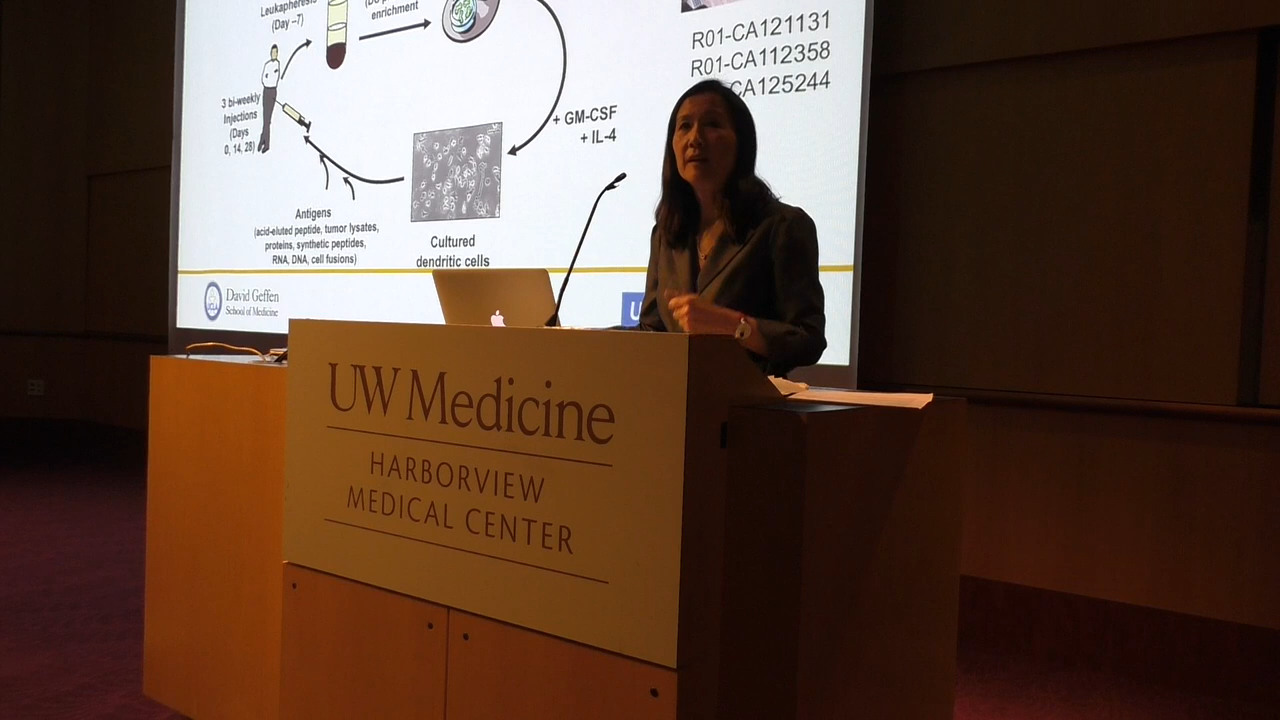 Leukapheresis
(Day –7)
enrichment
R01-CA121131
R01-CA112358
CA125244
3 bi-weekly
Injections
(Days
0, 14, 28)
+ GM-CSF
+ IL-4
Antigens
(acid-eluted peptide, tumor lysates,
proteins, synthetic peptides,
RNA, DNA, cell fusions)
Cultured
dendritic cells
UCLA
David Geffen
School of Medicine
U
UW Medicine
HARBORVIEW
MEDICAL CENTER